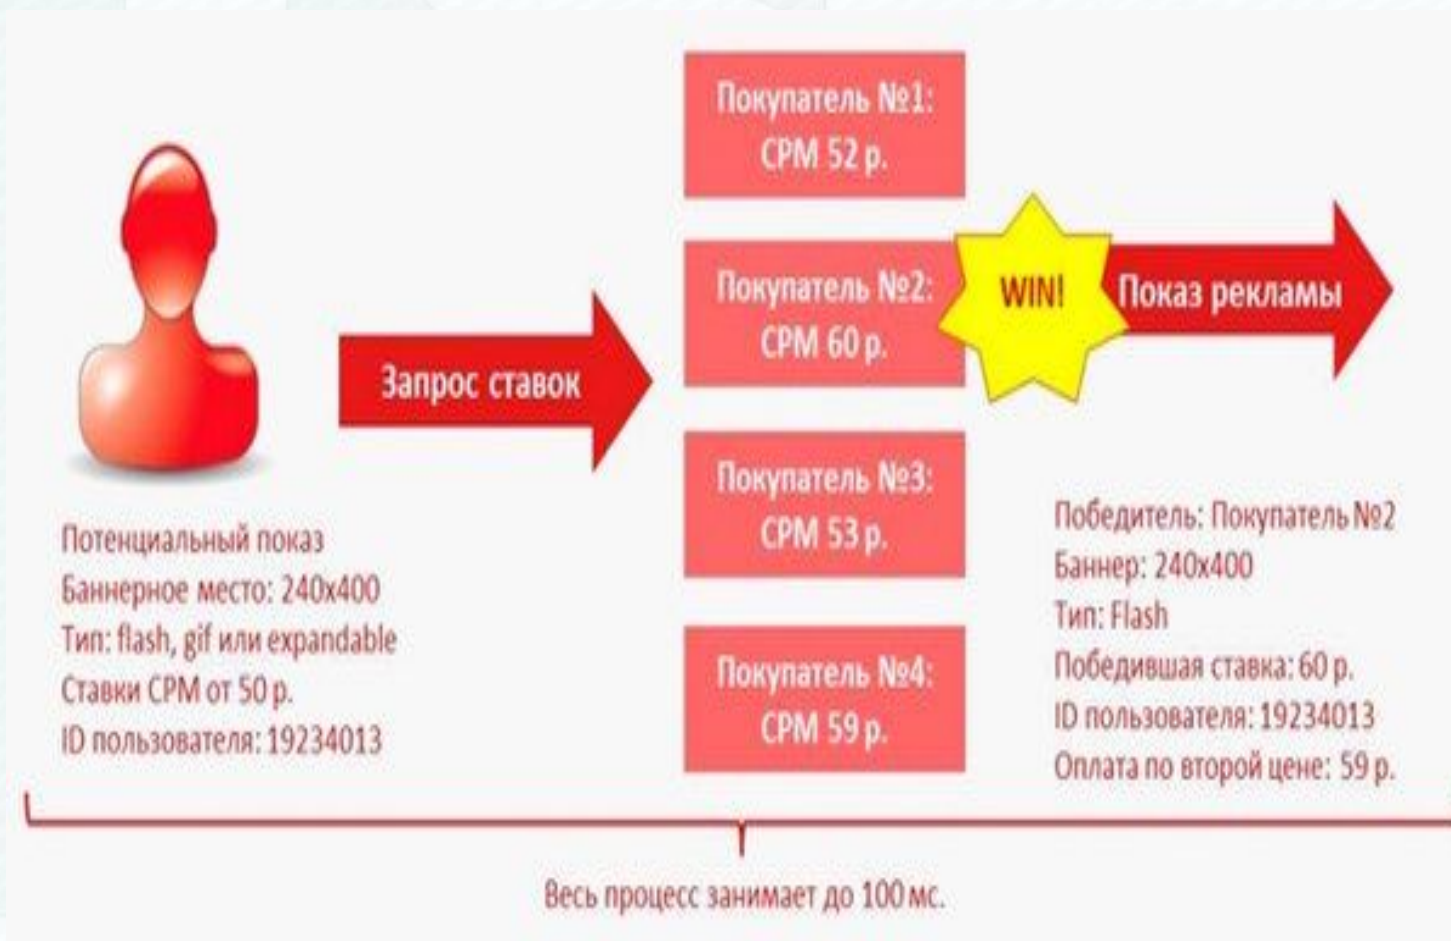 Запрос ставок
Потенциальный показ
Баннерное место: 240x400
Тип: flash, gif или expandable
Ставки CPM от 50 р.
ID пользователя: 19234013
Покупатель №1:
CPM 52 р.
Покупатель №2:
CPM 60 р.
Покупатель №3:
CPM 53 р.
Покупатель №4:
CPM 59 р.
WIN!
Показ рекламы
Победитель: Покупатель №2
Баннер: 240x400
Тип: Flash
Победившая ставка: 60 р.
ID пользователя: 19234013
Оплата по второй цене: 59 р.
Весь процесс занимает до 100 мс.